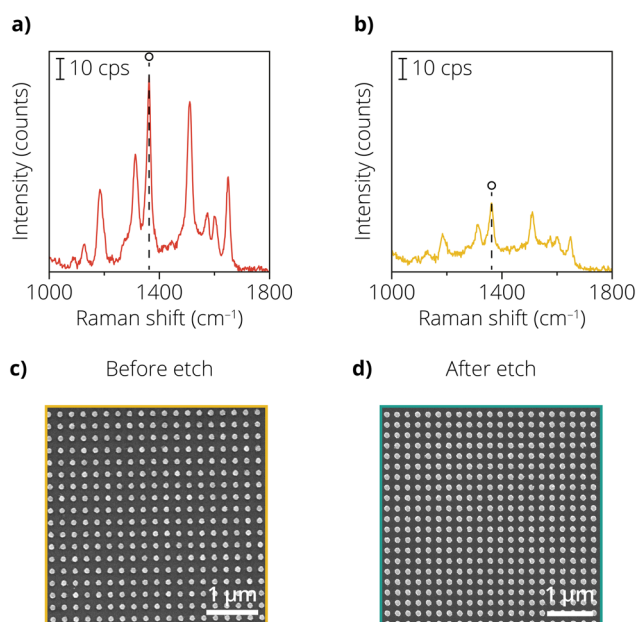 a)
10 cps
Intensity (counts)
1000 1400 1800
Raman shift (cm⁻¹)
b)
10 cps
Intensity (counts)
1000 1400 1800
Raman shift (cm⁻¹)
c) Before etch
1 μm
d) After etch
1 μm